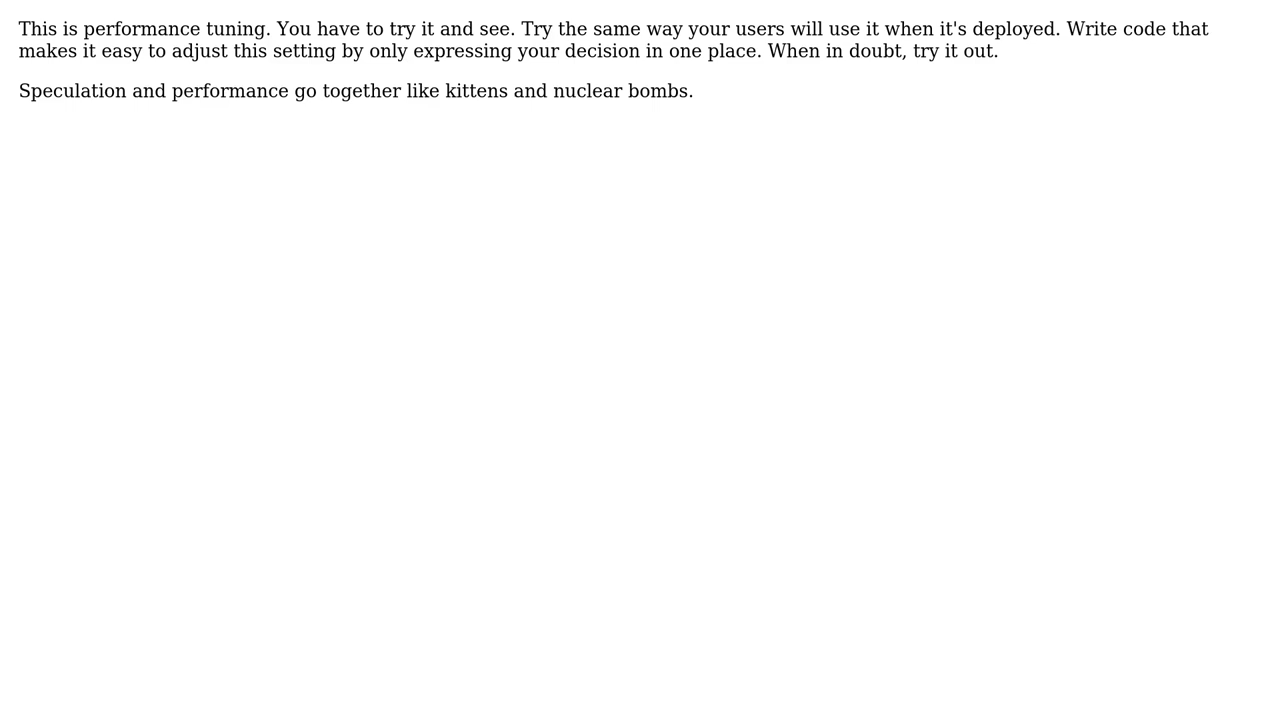 This is performance tuning. You have to try it and see. Try the same way your users will use it when it's deployed. Write code that
makes it easy to adjust this setting by only expressing your decision in one place. When in doubt, try it out.
Speculation and performance go together like kittens and nuclear bombs.